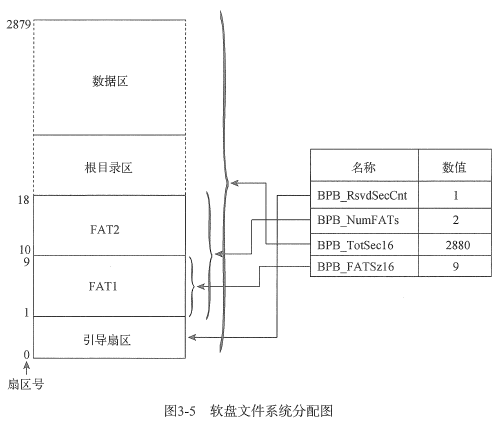 2879
数据区
根目录区
18
FAT2
10
9
FAT1
1
引导扇区
0
扇区号
名称 数值
BPB_RsvdSecCnt 1
BPB_NumFATs 2
BPB_TotSec16 2880
BPB_FATSz16 9
图3-5 软盘文件系统分配图